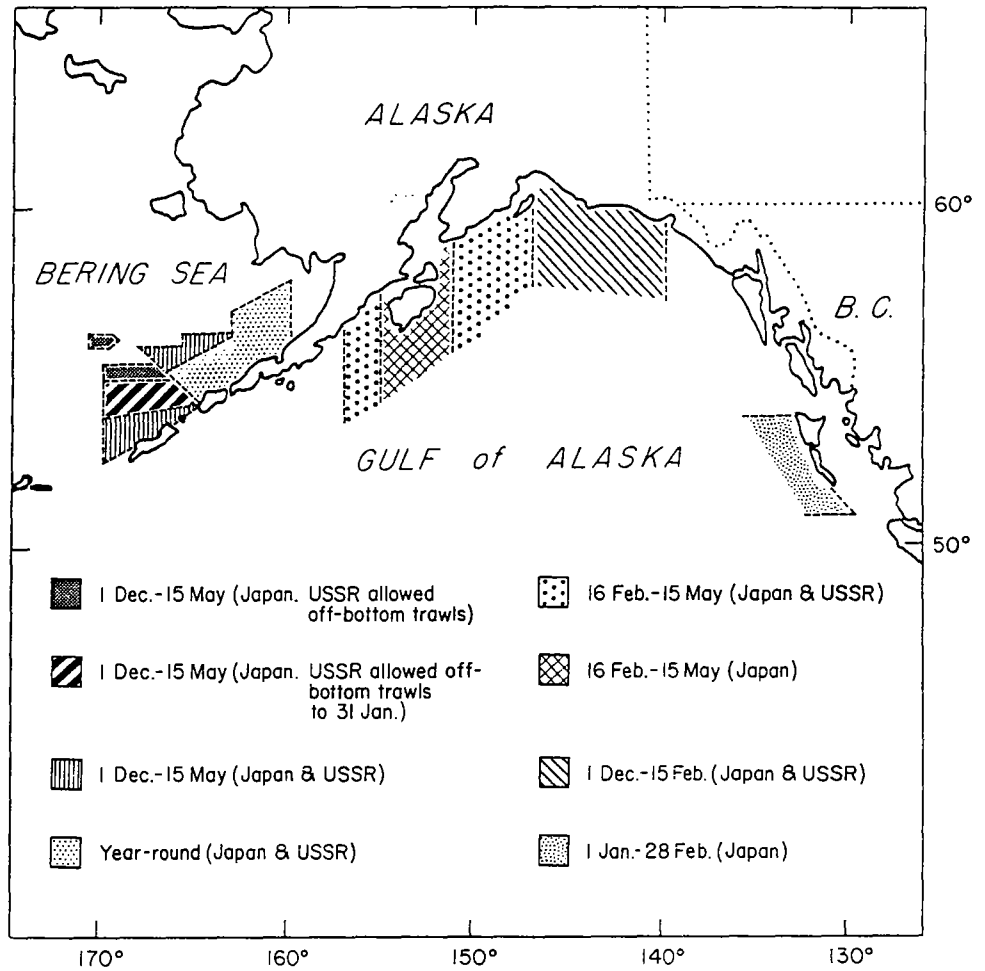 ALASKA
60°
BERING SEA
B. C.
GULF of ALASKA
50°
1 Dec.-15 May (Japan. USSR allowed
off-bottom trawls)
1 Dec.-15 May (Japan. USSR allowed off-
bottom trawls
to 31 Jan.)
1 Dec.-15 May (Japan & USSR)
Year-round (Japan & USSR)
16 Feb.-15 May (Japan & USSR)
16 Feb.-15 May (Japan)
1 Dec.-15 Feb. (Japan & USSR)
1 Jan.-28 Feb. (Japan)
170° 160° 150° 140° 130°